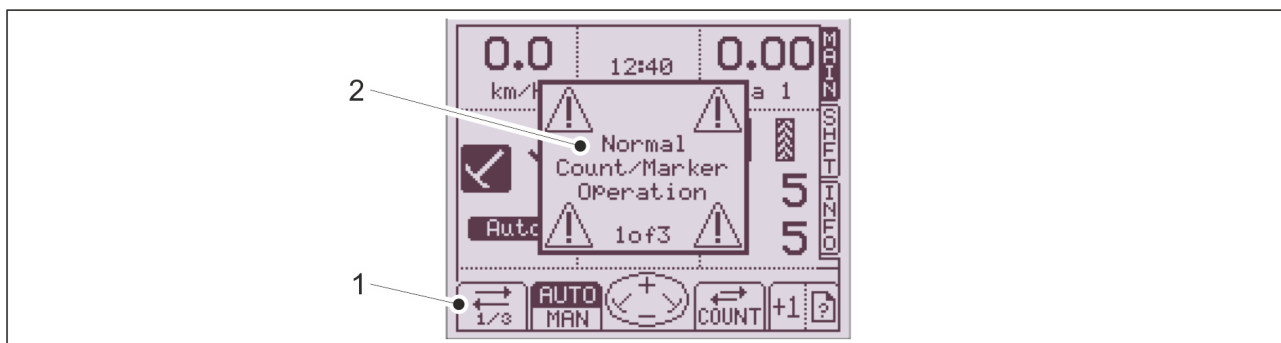 0.0
12:40
0.00
MAIN
km/
a 1
2
SHFT
Normal
Count/Marker
Operation
5
INFO
Auto
1of3
5
1
1/3
AUTO
MAN
+
-
COUNT
+1
?